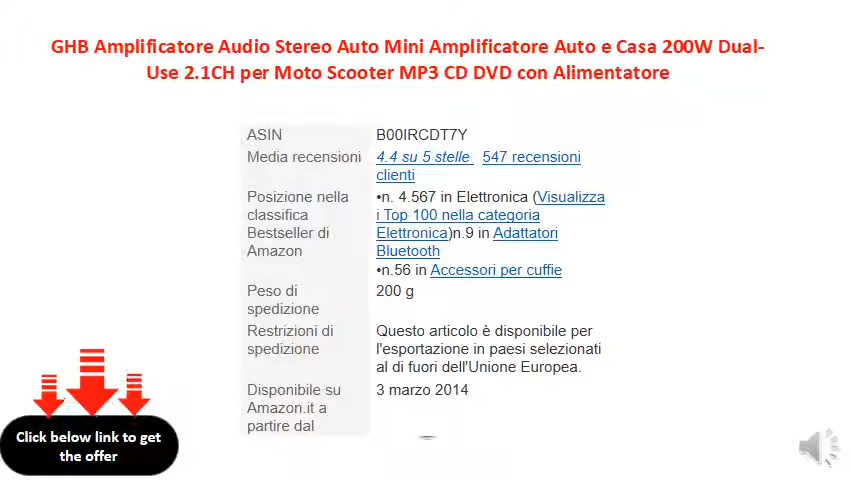 GHB Amplificatore Audio Stereo Auto Mini Amplificatore Auto e Casa 200W Dual-
Use 2.1CH per Moto Scooter MP3 CD DVD con Alimentatore
ASIN B00IRCDT7Y
Media recensioni 4.4 su 5 stelle 547 recensioni
clienti
Posizione nella •n. 4.567 in Elettronica (Visualizza
classifica i Top 100 nella categoria
Bestseller di Elettronica)n.9 in Adattatori
Amazon Bluetooth
•n.56 in Accessori per cuffie
Peso di 200 g
spedizione
Restrizioni di Questo articolo è disponibile per
spedizione l'esportazione in paesi selezionati
al di fuori dell'Unione Europea.
Disponibile su 3 marzo 2014
Amazon.it a
partire dal
Click below link to get
the offer